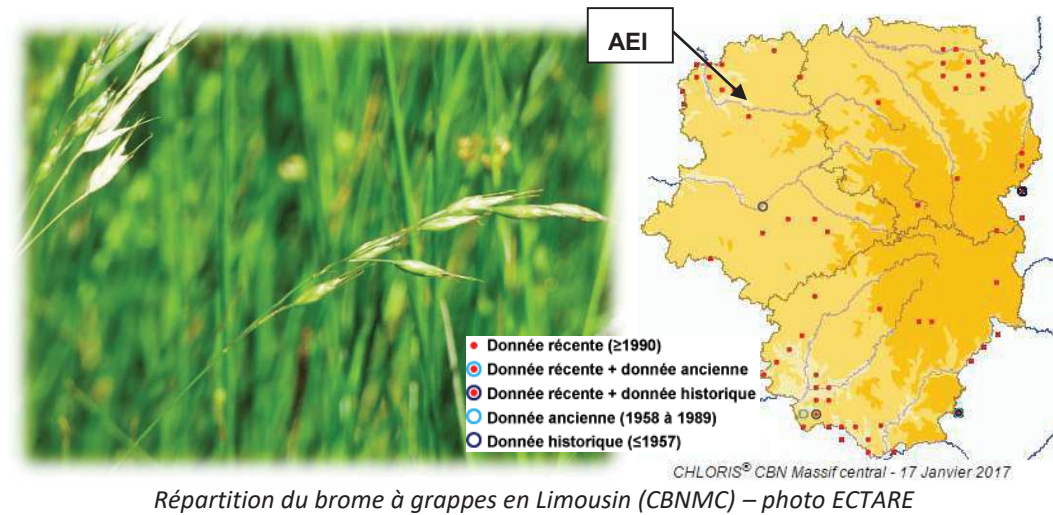 AEI
Donnée récente (≥1990)
Donnée récente + donnée ancienne
Donnée récente + donnée historique
Donnée ancienne (1958 à 1989)
Donnée historique (≤1957)
CHLORIS® CBN Massif central - 17 Janvier 2017
Répartition du brome à grappes en Limousin (CBNMC) – photo ECTARE